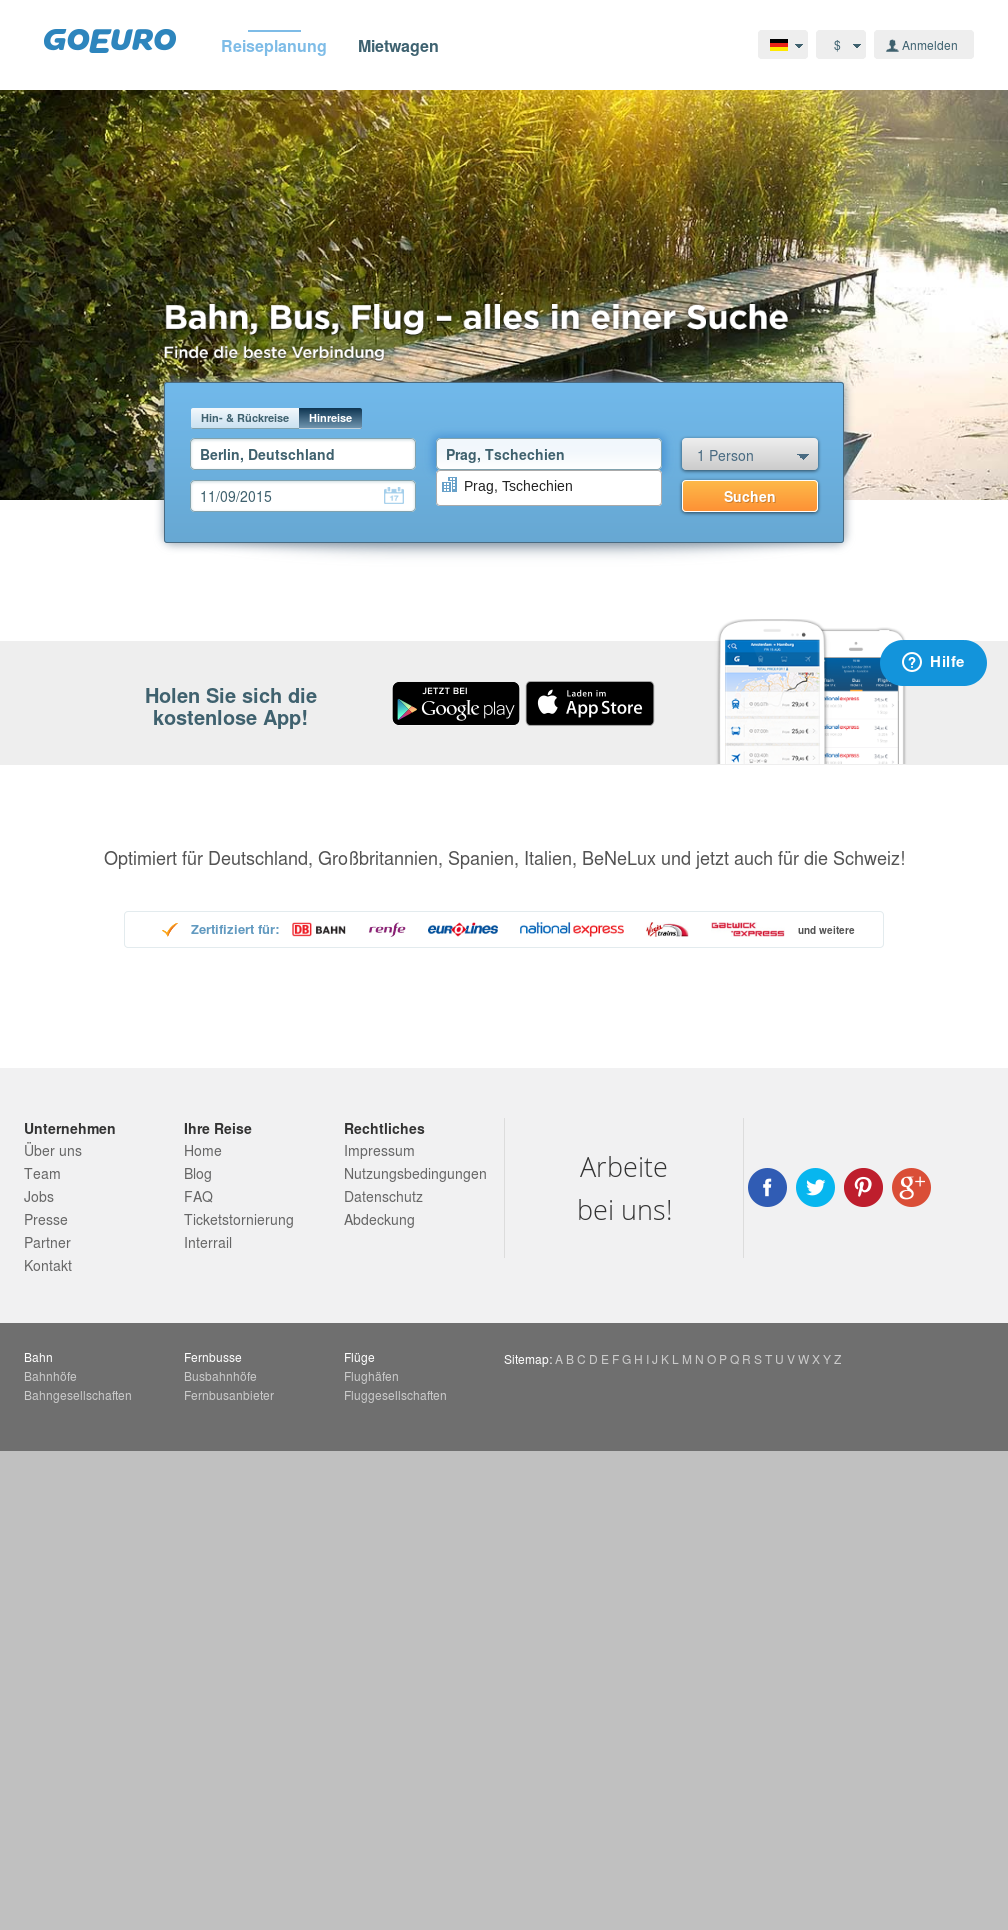 GOEURO
Reiseplanung
Mietwagen
$
Anmelden
Bahn, Bus, Flug – alles in einer Suche
Finde die beste Verbindung
Hin- & Rückreise
Hinreise
Berlin, Deutschland
Prag, Tschechien
1 Person
11/09/2015
17
Prag, Tschechien
Suchen
Hilfe
Holen Sie sich die
kostenlose App!
JETZT BEI
Google play
Laden im
App Store
Optimiert für Deutschland, Großbritannien, Spanien, Italien, BeNeLux und jetzt auch für die Schweiz!
Zertifiziert für:
DB BAHN
renfe
EUROLINES
national express
Virgin trains
Gatwick EXPRESS
und weitere
Unternehmen
Über uns
Team
Jobs
Presse
Partner
Kontakt
Ihre Reise
Home
Blog
FAQ
Ticketstornierung
Interrail
Rechtliches
Impressum
Nutzungsbedingungen
Datenschutz
Abdeckung
Arbeite
bei uns!
Bahn
Bahnhöfe
Bahngesellschaften
Fernbusse
Busbahnhöfe
Fernbusanbieter
Flüge
Flughäfen
Fluggesellschaften
Sitemap: A B C D E F G H I J K L M N O P Q R S T U V W X Y Z